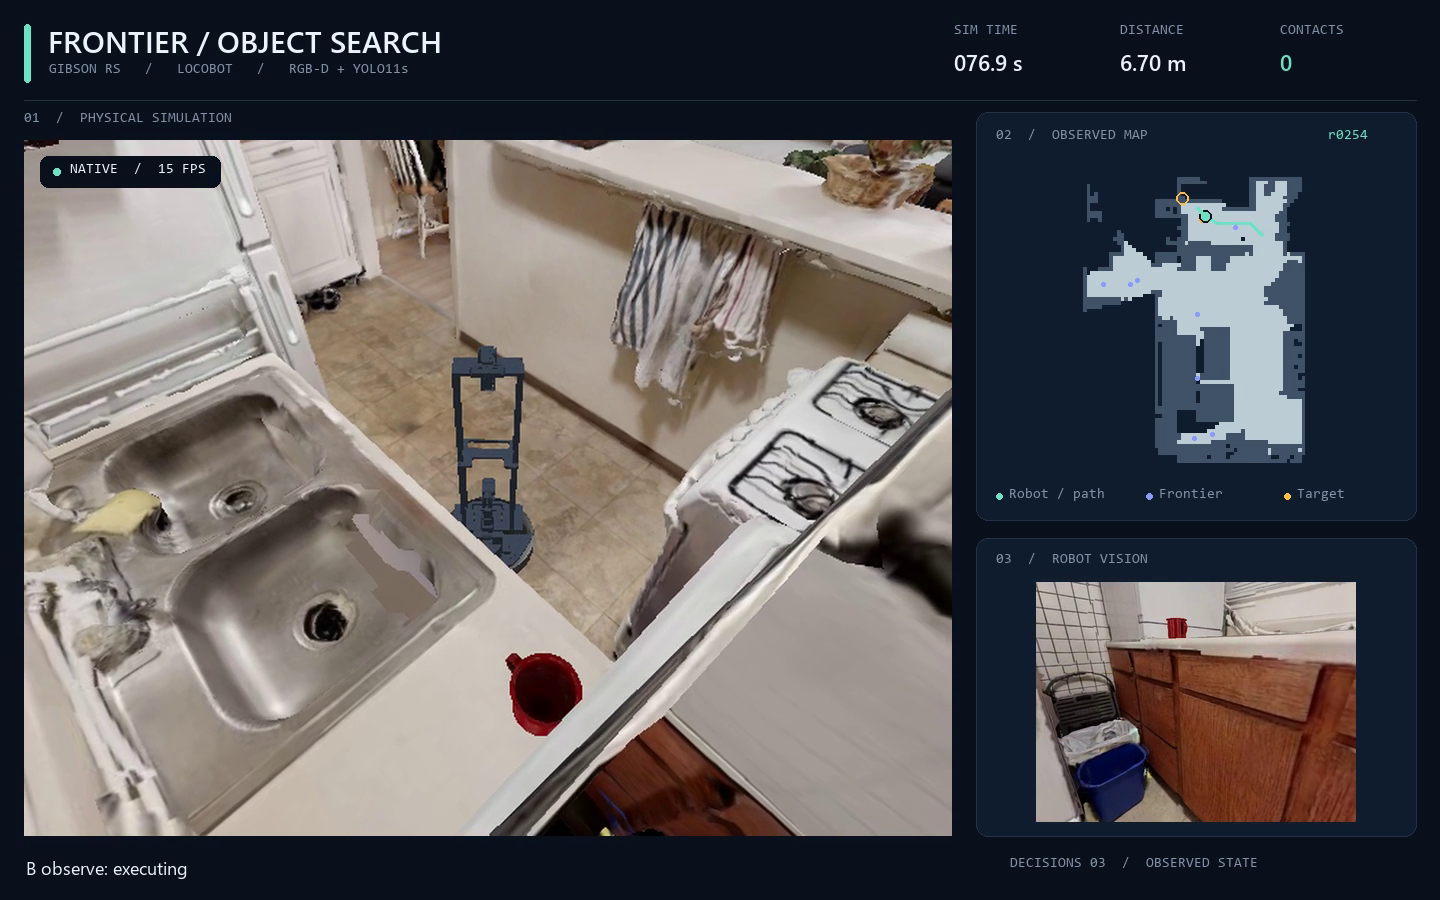 FRONTIER / OBJECT SEARCH
GIBSON RS / LOCOBOT / RGB-D + YOLO11s
SIM TIME
076.9 s
DISTANCE
6.70 m
CONTACTS
0
01 / PHYSICAL SIMULATION
NATIVE / 15 FPS
02 / OBSERVED MAP
r0254
Robot / path
Frontier
Target
03 / ROBOT VISION
B observe: executing
DECISIONS 03 / OBSERVED STATE